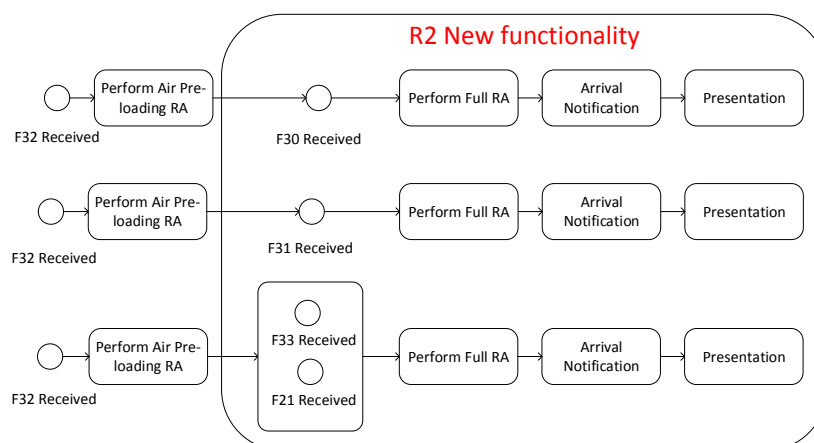 R2 New functionality
Perform Air Pre-
loading RA
Perform Full RA
Arrival
Notification
Presentation
F32 Received
F30 Received
Perform Air Pre-
loading RA
Perform Full RA
Arrival
Notification
Presentation
F32 Received
F31 Received
F33 Received
Perform Air Pre-
loading RA
Perform Full RA
Arrival
Notification
Presentation
F32 Received
F21 Received